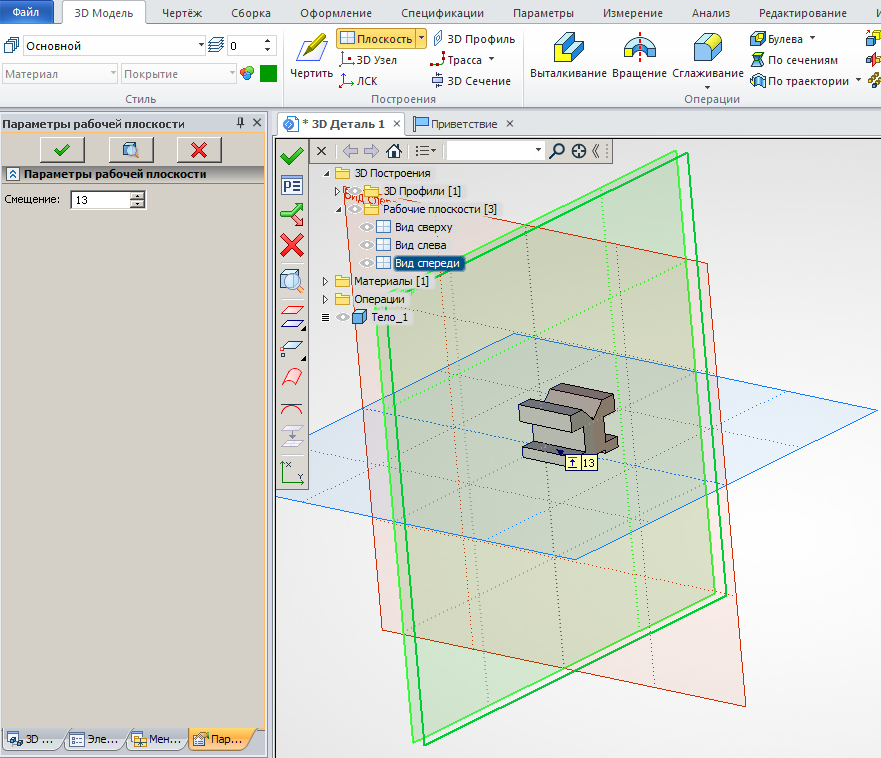 Файл 3D Модель Чертёж Сборка Оформление Спецификации Параметры Измерение Анализ Редактирование
Основной 0
Материал Покрытие
Стиль
Чертить
Плоскость 3D Профиль
3D Узел Трасса
ЛСК 3D Сечение
Построения
Выталкивание Вращение Сглаживание
Булева
По сечениям
По траектории
Операции
Параметры рабочей плоскости
Параметры рабочей плоскости
Смещение: 13
* 3D Деталь 1 Приветствие
3D Построения
3D Профили [1]
Рабочие плоскости [3]
Вид сверху
Вид слева
Вид спереди
Материалы [1]
Операции
Тело_1
13
X
Y
3D ... Эле... Мен... Пар...